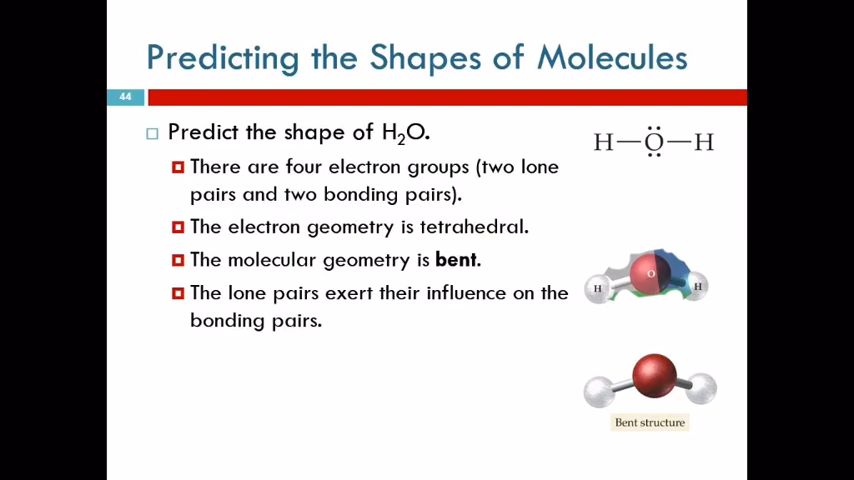 Predicting the Shapes of Molecules
44
Predict the shape of H₂O.
There are four electron groups (two lone
pairs and two bonding pairs).
The electron geometry is tetrahedral.
The molecular geometry is bent.
The lone pairs exert their influence on the
bonding pairs.
H—Ö—H
O
H H
Bent structure